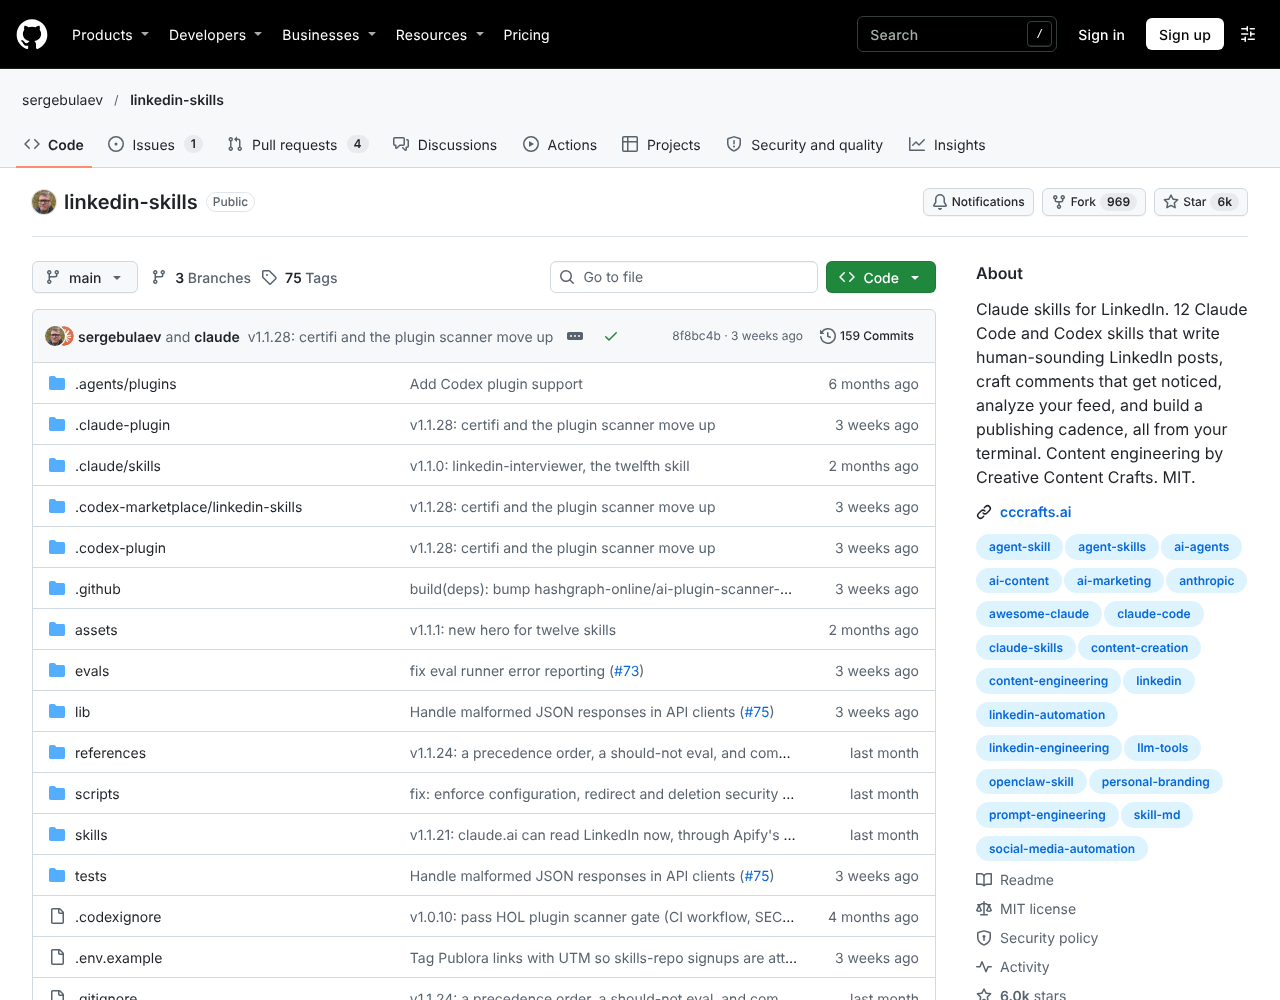 Products Developers Businesses Resources Pricing Search / Sign in Sign up
sergebulaev / linkedin-skills
Code Issues 1 Pull requests 4 Discussions Actions Projects Security and quality Insights
linkedin-skills Public Notifications Fork 969 Star 6k
main 3 Branches 75 Tags Go to file Code
sergebulaev and claude v1.1.28: certifi and the plugin scanner move up 8f8bc4b · 3 weeks ago 159 Commits
.agents/plugins Add Codex plugin support 6 months ago
.claude-plugin v1.1.28: certifi and the plugin scanner move up 3 weeks ago
.claude/skills v1.1.0: linkedin-interviewer, the twelfth skill 2 months ago
.codex-marketplace/linkedin-skills v1.1.28: certifi and the plugin scanner move up 3 weeks ago
.codex-plugin v1.1.28: certifi and the plugin scanner move up 3 weeks ago
.github build(deps): bump hashgraph-online/ai-plugin-scanner-... 3 weeks ago
assets v1.1.1: new hero for twelve skills 2 months ago
evals fix eval runner error reporting (#73) 3 weeks ago
lib Handle malformed JSON responses in API clients (#75) 3 weeks ago
references v1.1.24: a precedence order, a should-not eval, and com... last month
scripts fix: enforce configuration, redirect and deletion security ... last month
skills v1.1.21: claude.ai can read LinkedIn now, through Apify's ... last month
tests Handle malformed JSON responses in API clients (#75) 3 weeks ago
.codexignore v1.0.10: pass HOL plugin scanner gate (CI workflow, SEC... 4 months ago
.env.example Tag Publora links with UTM so skills-repo signups are att... 3 weeks ago
.gitignore v1.1.24: a precedence order, a should-not eval, and com... last month
About
Claude skills for LinkedIn. 12 Claude
Code and Codex skills that write
human-sounding LinkedIn posts,
craft comments that get noticed,
analyze your feed, and build a
publishing cadence, all from your
terminal. Content engineering by
Creative Content Crafts. MIT.
cccrafts.ai
agent-skill agent-skills ai-agents
ai-content ai-marketing anthropic
awesome-claude claude-code
claude-skills content-creation
content-engineering linkedin
linkedin-automation
linkedin-engineering llm-tools
openclaw-skill personal-branding
prompt-engineering skill-md
social-media-automation
Readme
MIT license
Security policy
Activity
6.0k stars